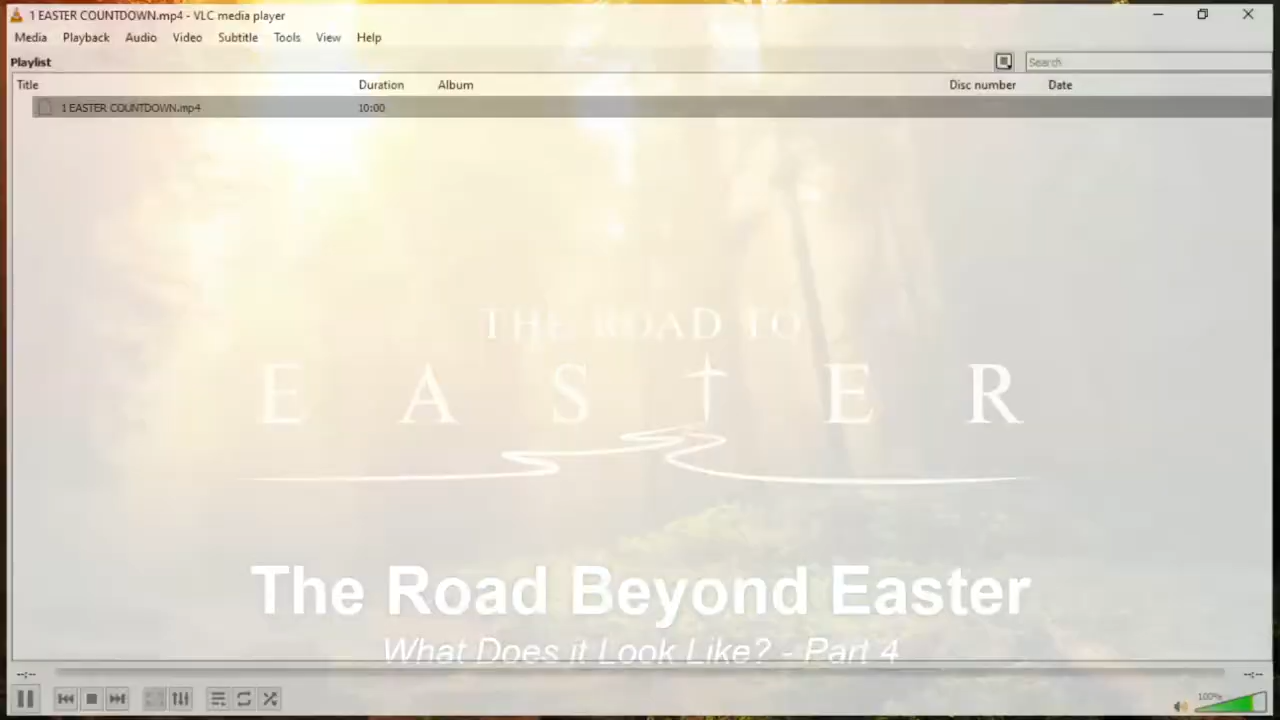 1 EASTER COUNTDOWN.mp4 - VLC media player
Media Playback Audio Video Subtitle Tools View Help
Playlist
Search
Title Duration Album Disc number Date
1 EASTER COUNTDOWN.mp4 10:00
THE ROAD TO
EASTER
The Road Beyond Easter
What Does it Look Like? - Part 4
--:-- --:--
100%